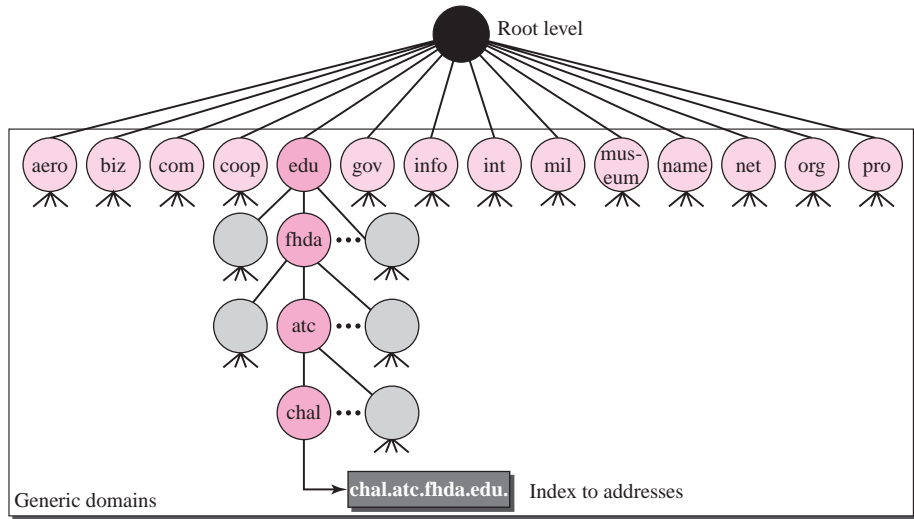 Root level
aero biz com coop edu gov info int mil mus-
eum name net org pro
fhda
atc
chal
chal.atc.fhda.edu. Index to addresses
Generic domains